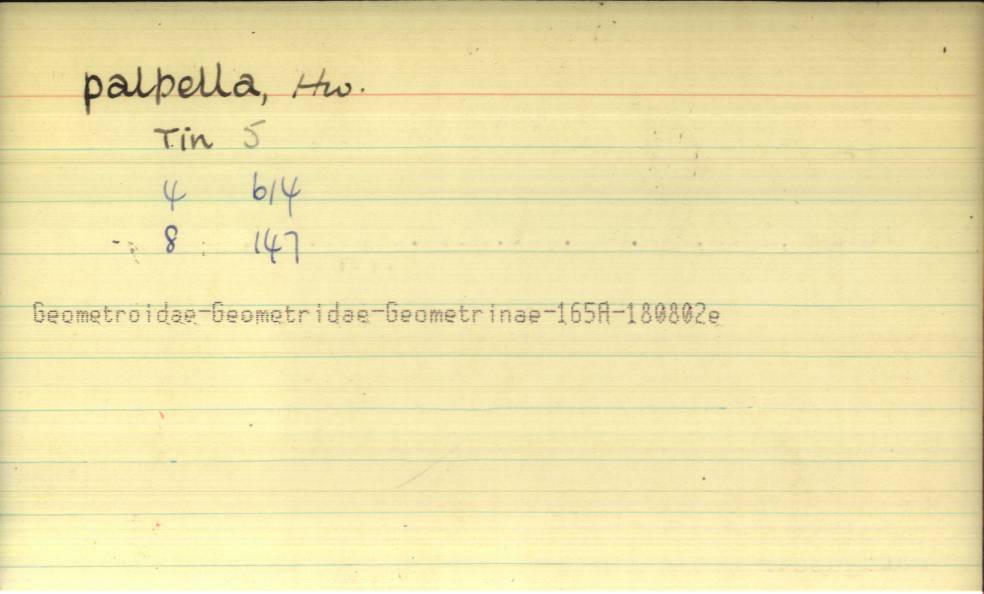 palpella, Hw.
Tin 5
4 614
8 147
Geometroidae-Geometridae-Geometrinae-165A-180802e